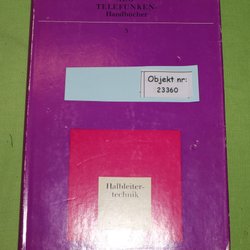 TELEFUNKEN-
Handbücher
Objekt nr:
23360
Halbleiter-
technik